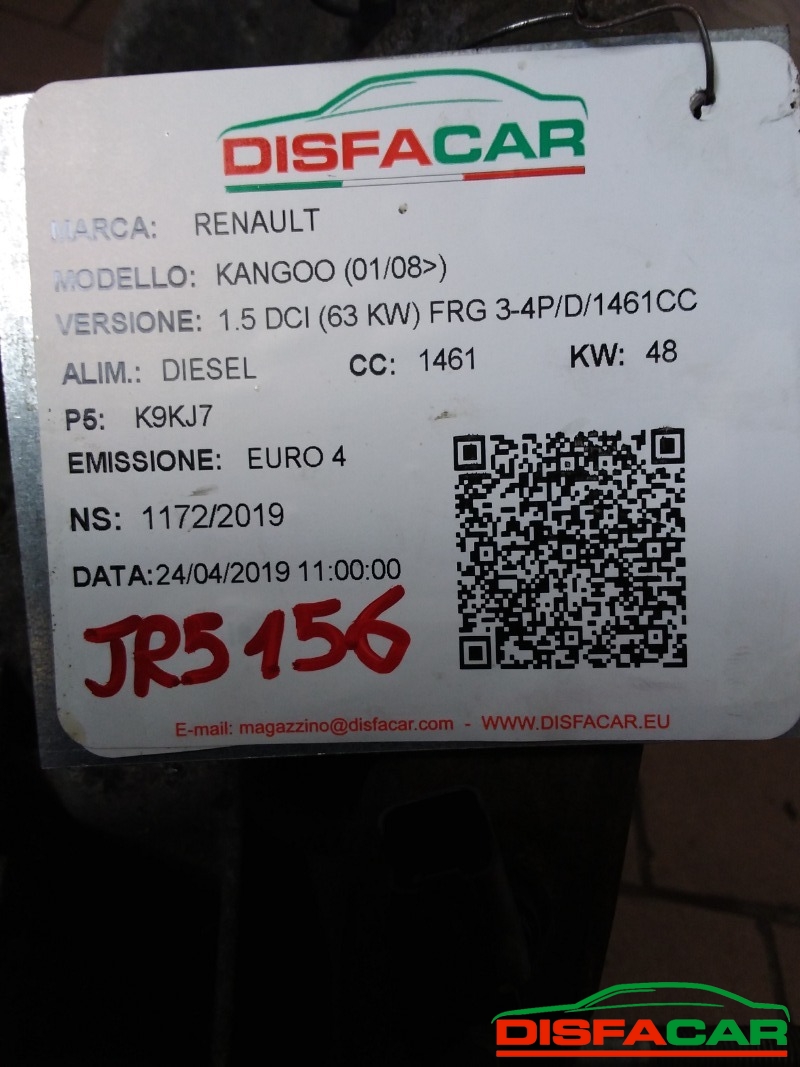 DISFACAR
MARCA: RENAULT
MODELLO: KANGOO (01/08>)
VERSIONE: 1.5 DCI (63 KW) FRG 3-4P/D/1461CC
ALIM.: DIESEL CC: 1461 KW: 48
P5: K9KJ7
EMISSIONE: EURO 4
NS: 1172/2019
DATA:24/04/2019 11:00:00
JR5156
E-mail: magazzino@disfacar.com - WWW.DISFACAR.EU
DISFACAR